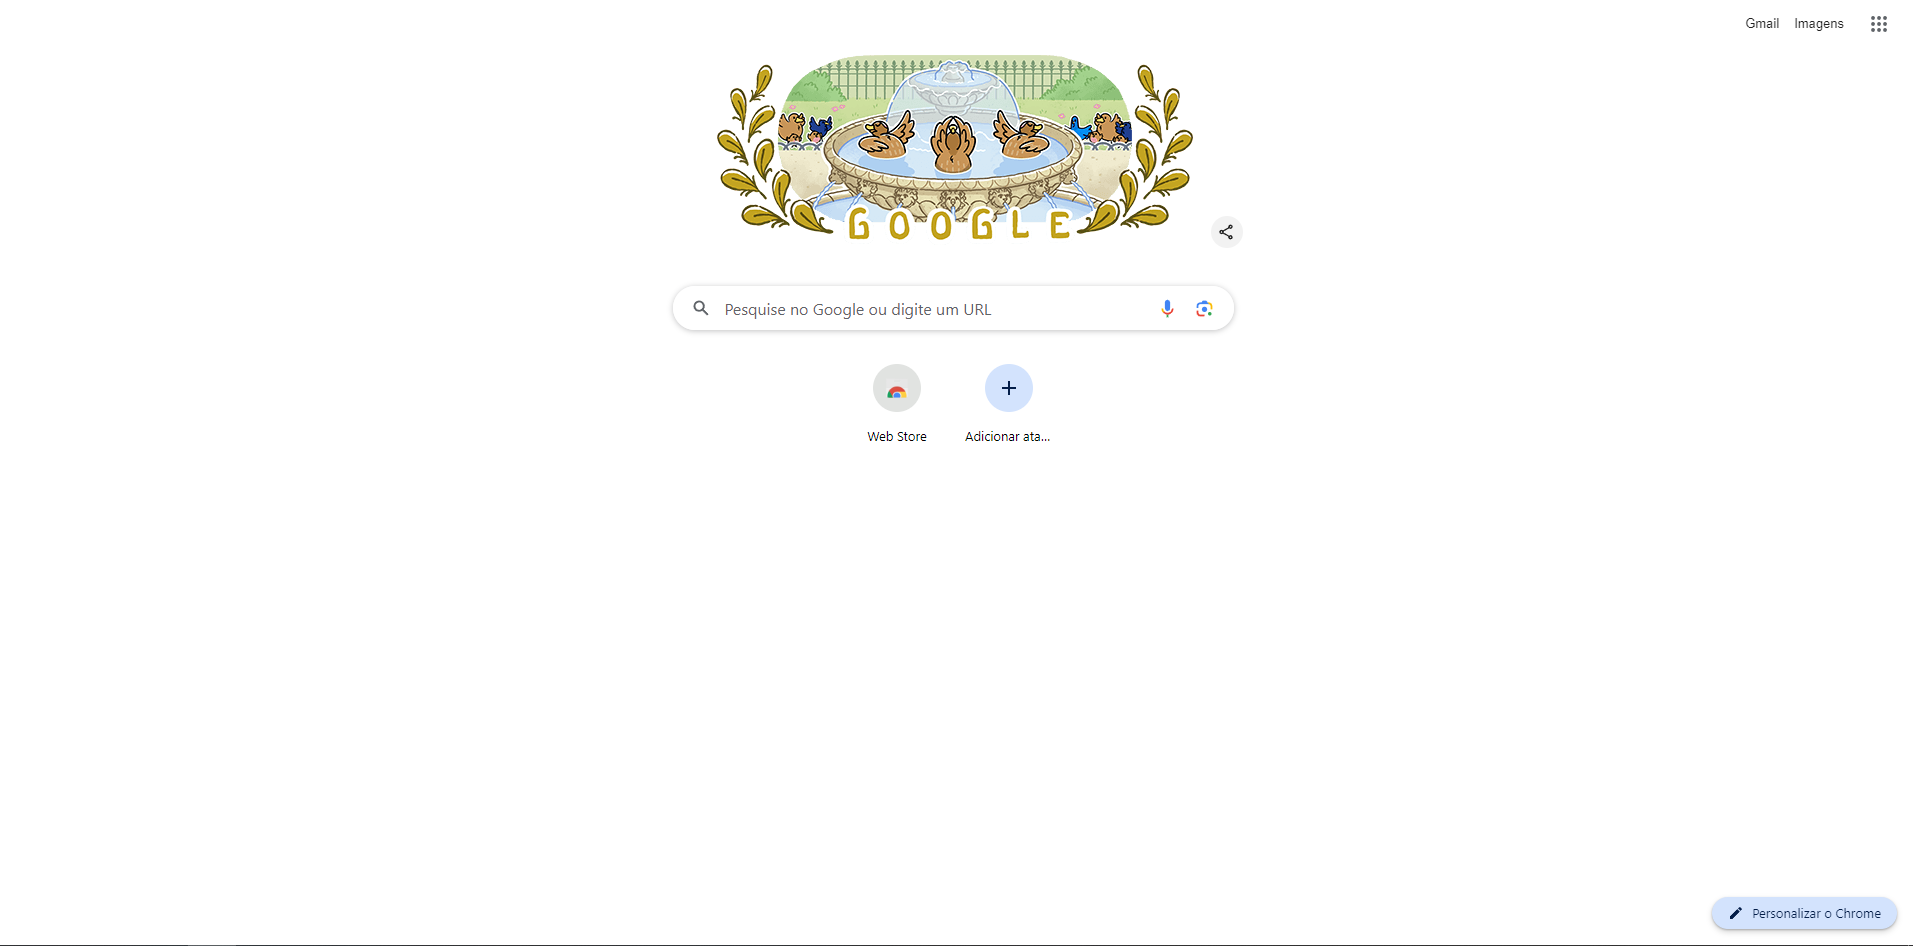 Gmail Imagens
GOOGLE
Pesquise no Google ou digite um URL
Web Store
Adicionar ata...
Personalizar o Chrome